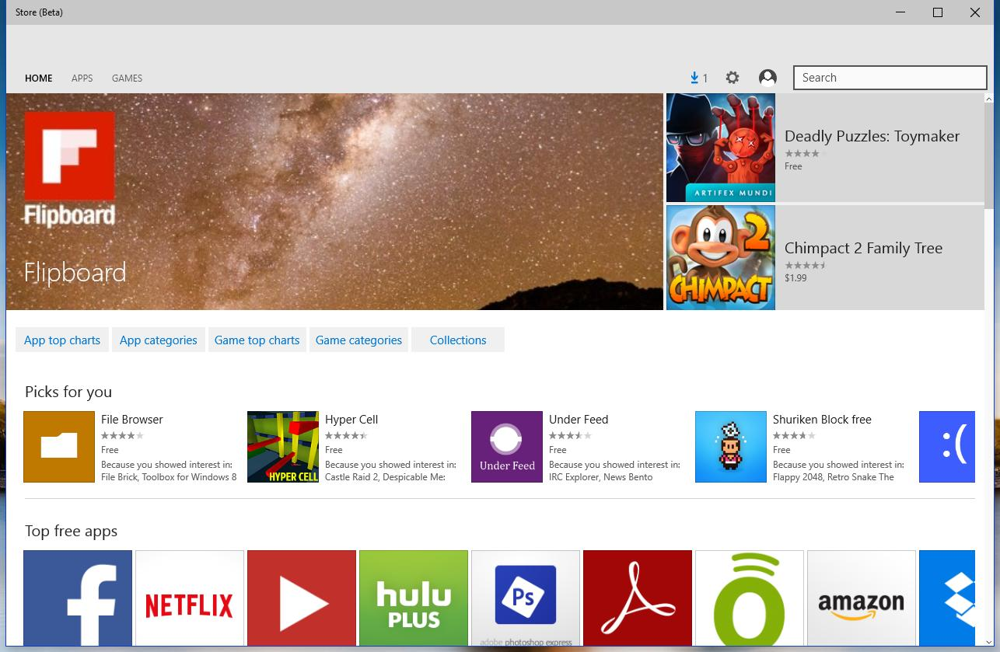 Store (Beta)
HOME APPS GAMES 1 Search
Flipboard
Flipboard
ARTIFEX MUNDI
Deadly Puzzles: Toymaker
Free
2
CHIMPACT
Chimpact 2 Family Tree
$1.99
App top charts App categories Game top charts Game categories Collections
Picks for you
File Browser
Free
Because you showed interest in:
File Brick, Toolbox for Windows 8
HYPER CELL
Hyper Cell
Free
Because you showed interest in:
Castle Raid 2, Despicable Me:
Under Feed
Under Feed
Free
Because you showed interest in:
IRC Explorer, News Bento
Shuriken Block free
Free
Because you showed interest in:
Flappy 2048, Retro Snake The
:(
Top free apps
f
NETFLIX
hulu
PLUS
Ps
adobe photoshop express
amazon